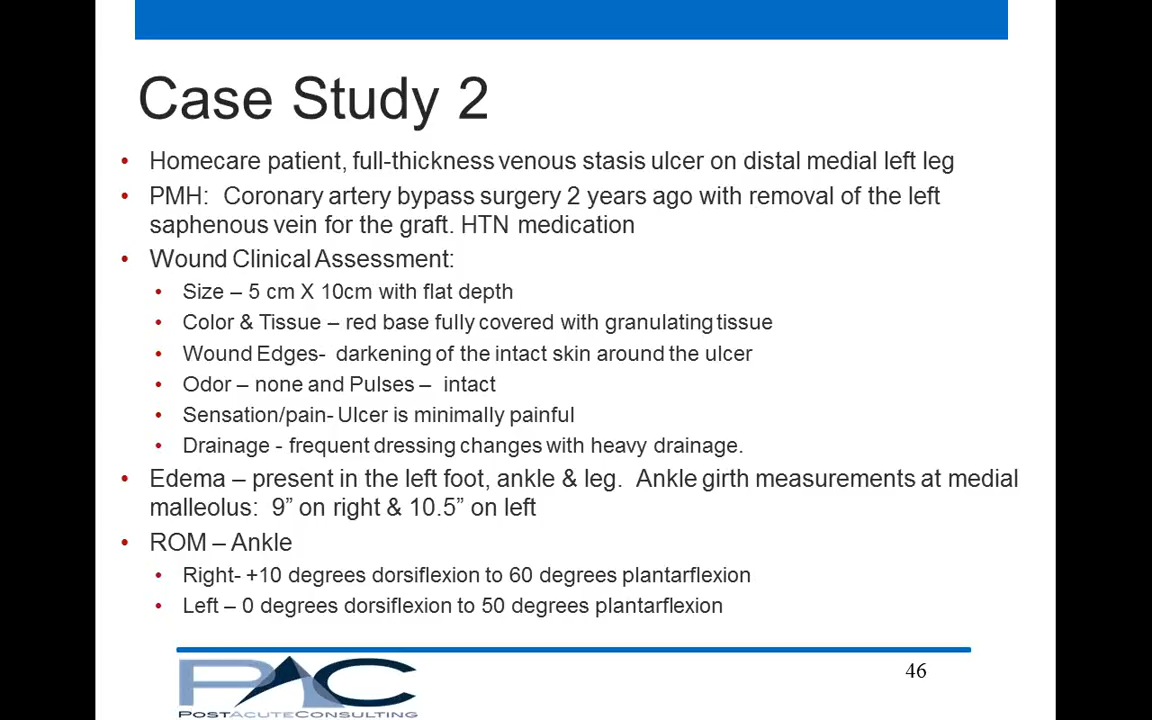 Case Study 2
• Homecare patient, full-thickness venous stasis ulcer on distal medial left leg
• PMH: Coronary artery bypass surgery 2 years ago with removal of the left
saphenous vein for the graft. HTN medication
• Wound Clinical Assessment:
• Size – 5 cm X 10cm with flat depth
• Color & Tissue – red base fully covered with granulating tissue
• Wound Edges- darkening of the intact skin around the ulcer
• Odor – none and Pulses – intact
• Sensation/pain- Ulcer is minimally painful
• Drainage - frequent dressing changes with heavy drainage.
• Edema – present in the left foot, ankle & leg. Ankle girth measurements at medial
malleolus: 9” on right & 10.5” on left
• ROM – Ankle
• Right- +10 degrees dorsiflexion to 60 degrees plantarflexion
• Left – 0 degrees dorsiflexion to 50 degrees plantarflexion
PAC
POSTACUTECONSULTING
46